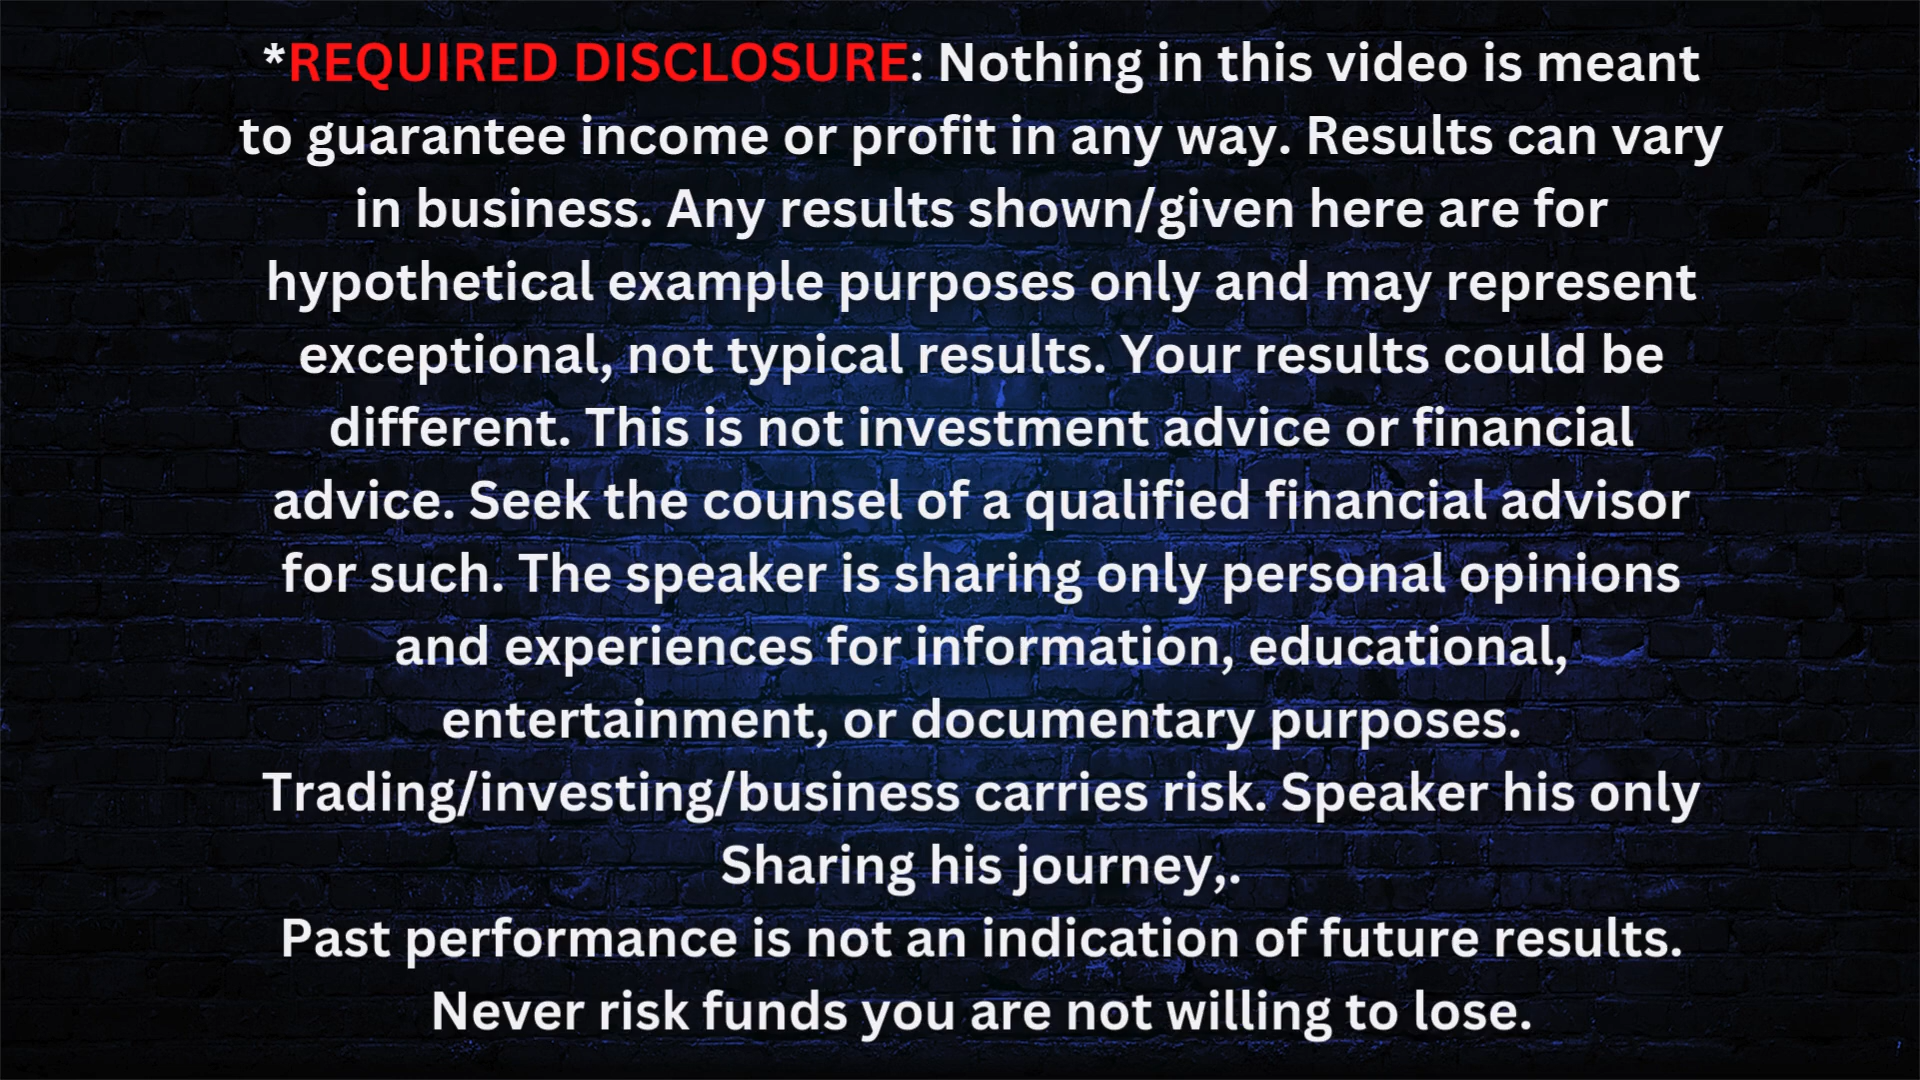 *REQUIRED DISCLOSURE: Nothing in this video is meant
to guarantee income or profit in any way. Results can vary
in business. Any results shown/given here are for
hypothetical example purposes only and may represent
exceptional, not typical results. Your results could be
different. This is not investment advice or financial
advice. Seek the counsel of a qualified financial advisor
for such. The speaker is sharing only personal opinions
and experiences for information, educational,
entertainment, or documentary purposes.
Trading/investing/business carries risk. Speaker his only
Sharing his journey,.
Past performance is not an indication of future results.
Never risk funds you are not willing to lose.